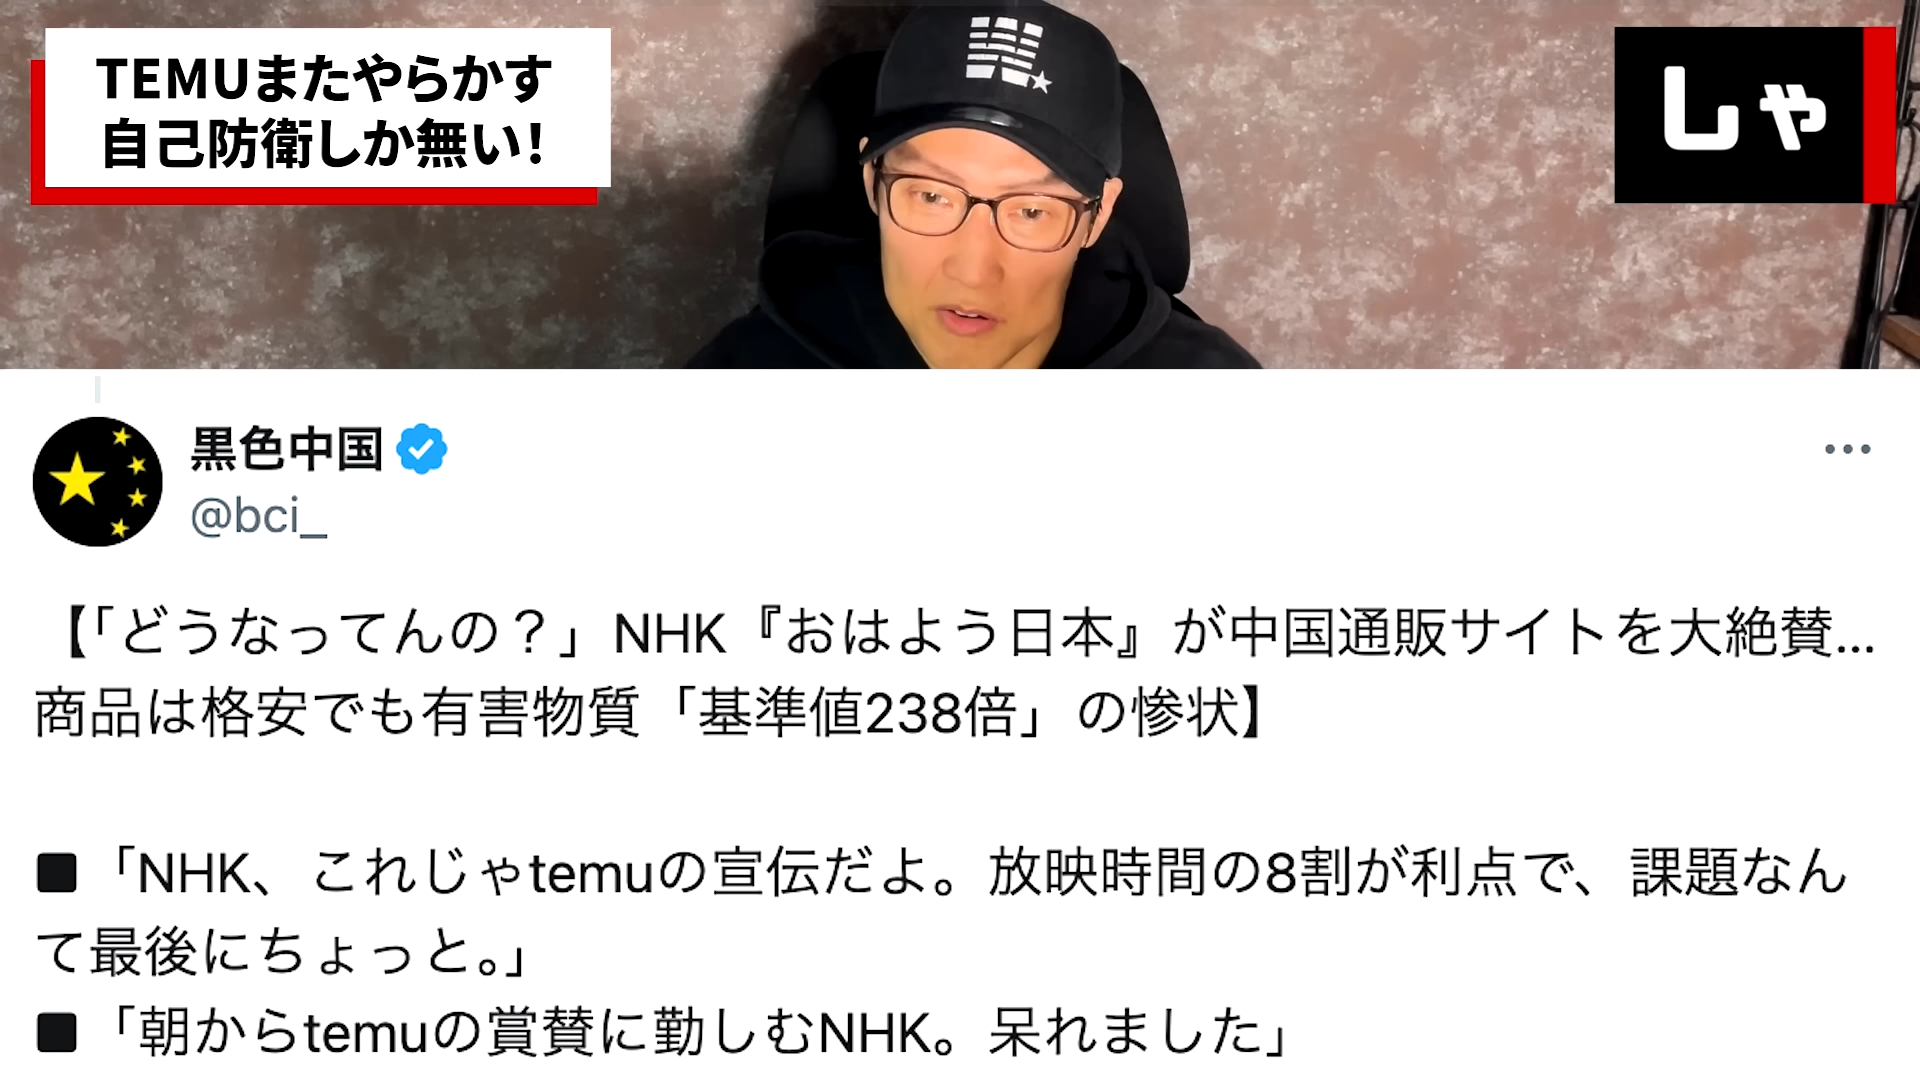 TEMUまたやらかす
自己防衛しか無い!
しゃ
W
黒色中国
@bci_
【「どうなってんの?」NHK『おはよう日本』が中国通販サイトを大絶賛…
商品は格安でも有害物質「基準値238倍」の惨状】
■「NHK、これじゃtemuの宣伝だよ。放映時間の8割が利点で、課題なん
て最後にちょっと。」
■「朝からtemuの賞賛に勤しむNHK。呆れました」